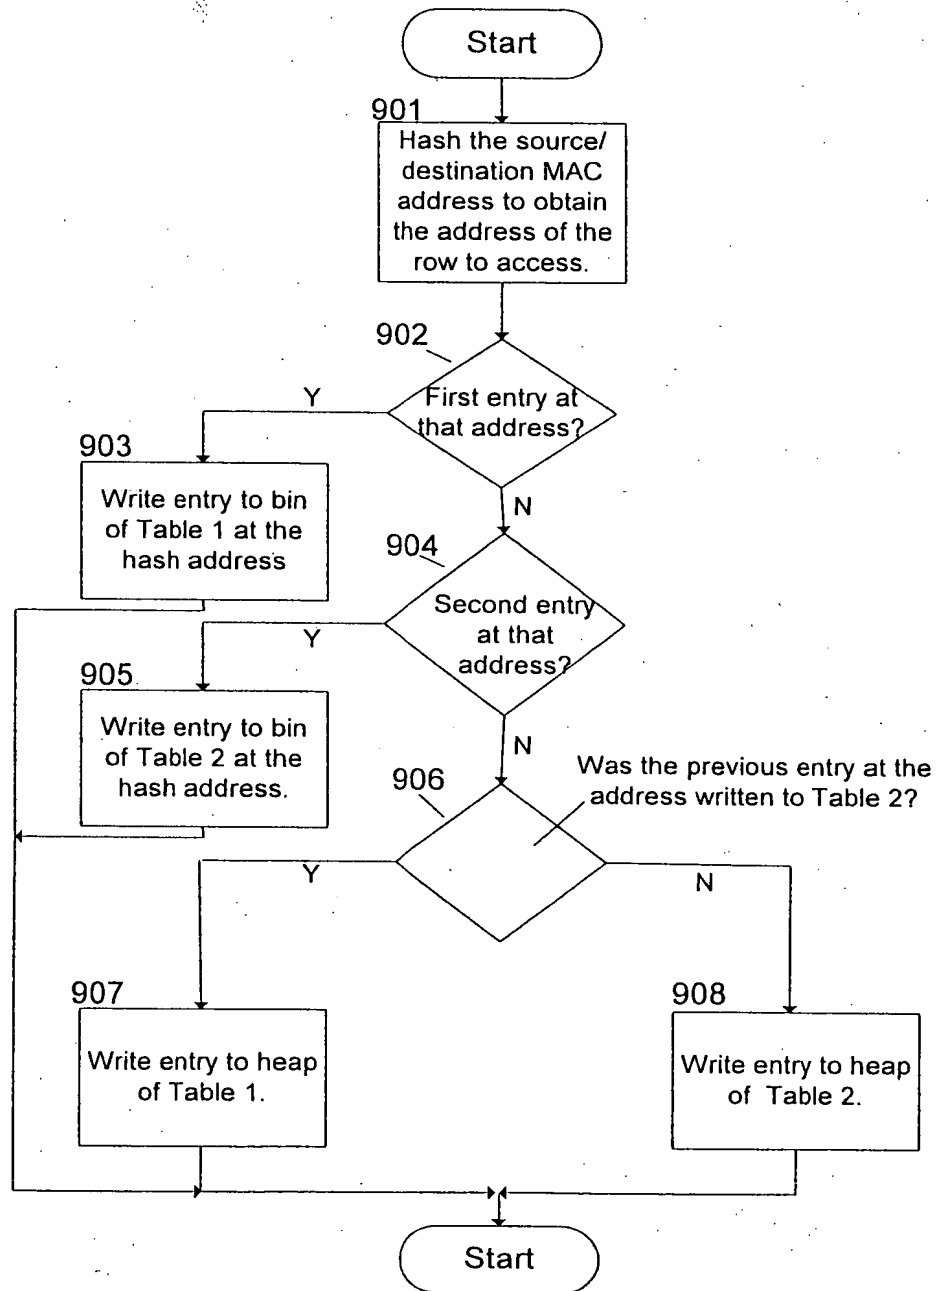 Start
901
Hash the source/
destination MAC
address to obtain
the address of the
row to access.
902
First entry at
that address?
Y
N
903
Write entry to bin
of Table 1 at the
hash address
904
Second entry
at that
address?
Y
N
905
Write entry to bin
of Table 2 at the
hash address.
906
Was the previous entry at the
address written to Table 2?
Y
N
907
Write entry to heap
of Table 1.
908
Write entry to heap
of Table 2.
Start